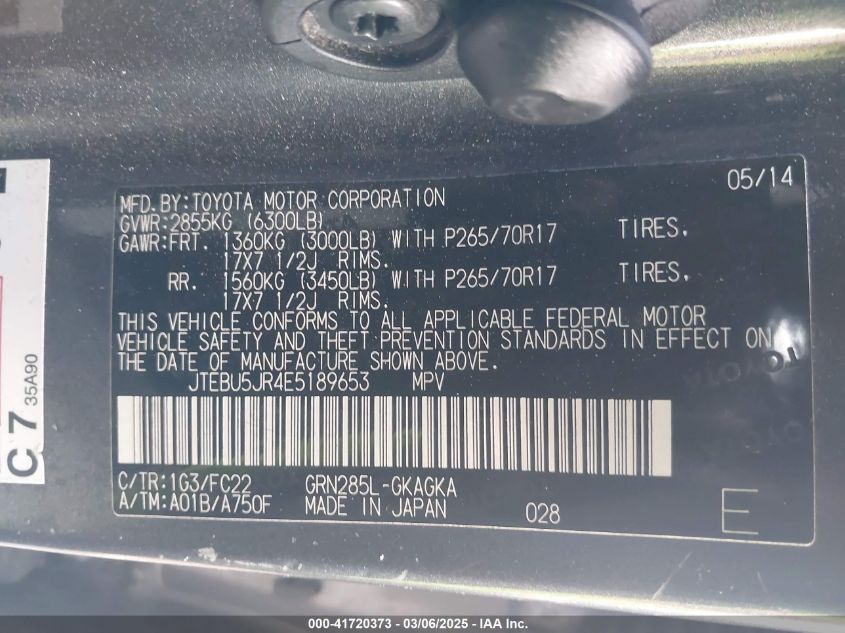 05/14
MFD.BY:TOYOTA MOTOR CORPORATION
GVWR:2855KG (6300LB)
GAWR:FRT. 1360KG (3000LB) WITH P265/70R17 TIRES.
17X7 1/2J RIMS.
RR. 1560KG (3450LB) WITH P265/70R17 TIRES.
17X7 1/2J RIMS.
THIS VEHICLE CONFORMS TO ALL APPLICABLE FEDERAL MOTOR
VEHICLE SAFETY AND THEFT PREVENTION STANDARDS IN EFFECT ON
THE DATE OF MANUFACTURE SHOWN ABOVE.
JTEBU5JR4E5189653 MPV
C/TR:1G3/FC22 GRN285L-GKAGKA
A/TM:A01B/A750F MADE IN JAPAN 028 E
C7 35A90
TOYOTA
000-41720373 - 03/06/2025 - IAA Inc.